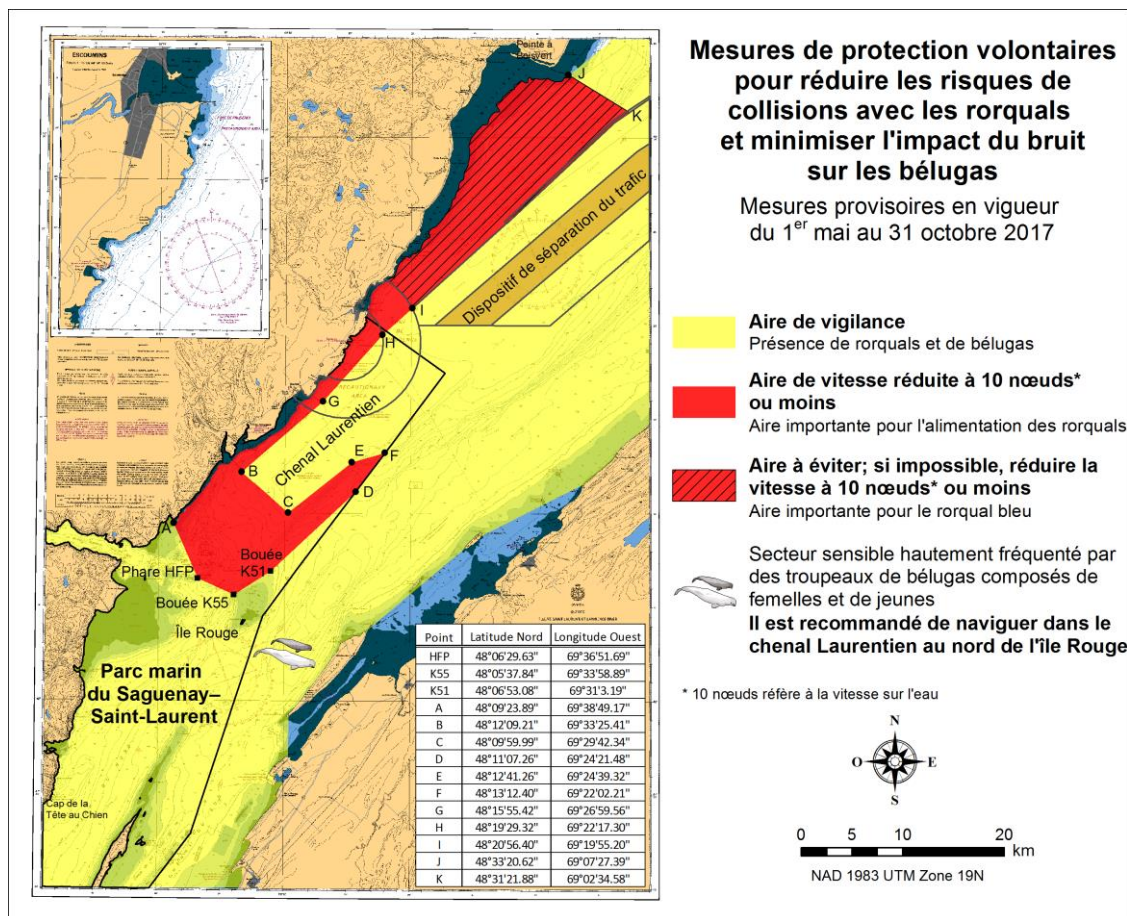 Mesures de protection volontaires
pour réduire les risques de
collisions avec les rorquals
et minimiser l'impact du bruit
sur les bélugas
Mesures provisoires en vigueur
du 1er mai au 31 octobre 2017
Aire de vigilance
Présence de rorquals et de bélugas
Aire de vitesse réduite à 10 nœuds*
ou moins
Aire importante pour l'alimentation des rorquals
Aire à éviter; si impossible, réduire la
vitesse à 10 nœuds* ou moins
Aire importante pour le rorqual bleu
Secteur sensible hautement fréquenté par
des troupeaux de bélugas composés de
femelles et de jeunes
Il est recommandé de naviguer dans le
chenal Laurentien au nord de l'île Rouge
* 10 nœuds réfère à la vitesse sur l'eau
N
O
E
S
0 5 10 20
km
NAD 1983 UTM Zone 19N
ESCOUMINS
Pointe à
Boisvert
J
K
Dispositif de séparation du trafic
I
H
PRECAUTIONARY
AREA
G
Chenal Laurentien
F
E
B
D
C
A
Bouée
K51
Phare HFP
Bouée K55
Île Rouge
Parc marin
du Saguenay–
Saint-Laurent
Cap de la
Tête au Chien
Point Latitude Nord Longitude Ouest
HFP 48°06'29.63" 69°36'51.69"
K55 48°05'37.84" 69°33'58.89"
K51 48°06'53.08" 69°31'3.19"
A 48°09'23.89" 69°38'49.17"
B 48°12'09.21" 69°33'25.41"
C 48°09'59.99" 69°29'42.34"
D 48°11'07.26" 69°24'21.48"
E 48°12'41.26" 69°24'39.32"
F 48°13'12.40" 69°22'02.21"
G 48°15'55.42" 69°26'59.56"
H 48°19'29.32" 69°22'17.30"
I 48°20'56.40" 69°19'55.20"
J 48°33'20.62" 69°07'27.39"
K 48°31'21.88" 69°02'34.58"